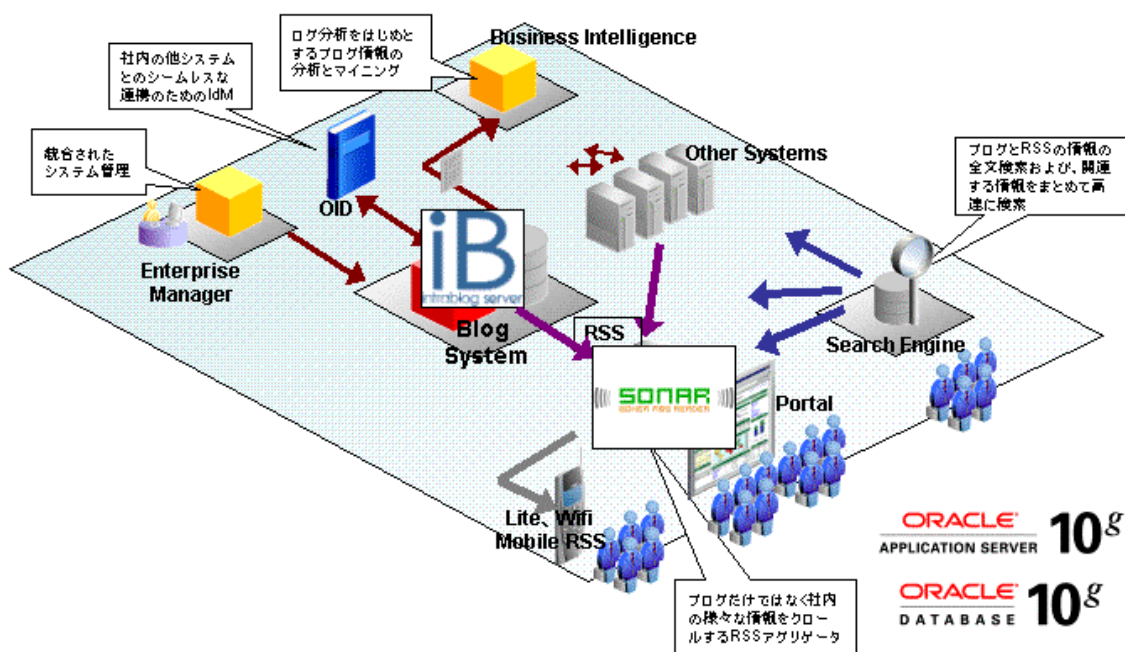 ログ分析をはじめと
するブログ情報の
分析とマイニング
Business Intelligence
社内の他システム
とのシームレスな
連携のためのIdM
統合された
システム管理
OID
Other Systems
ブログとRSSの情報の
全文検索および、関連
する情報をまとめて高
速に検索
Enterprise
Manager
iB
intrablog server
Blog
System
RSS
Search Engine
SONAR
Portal
Lite、Wifi
Mobile RSS
ORACLE
APPLICATION SERVER
10g
ORACLE
DATABASE
10g
ブログだけではなく社内
の様々な情報をクロー
ルするRSSアグリゲータ